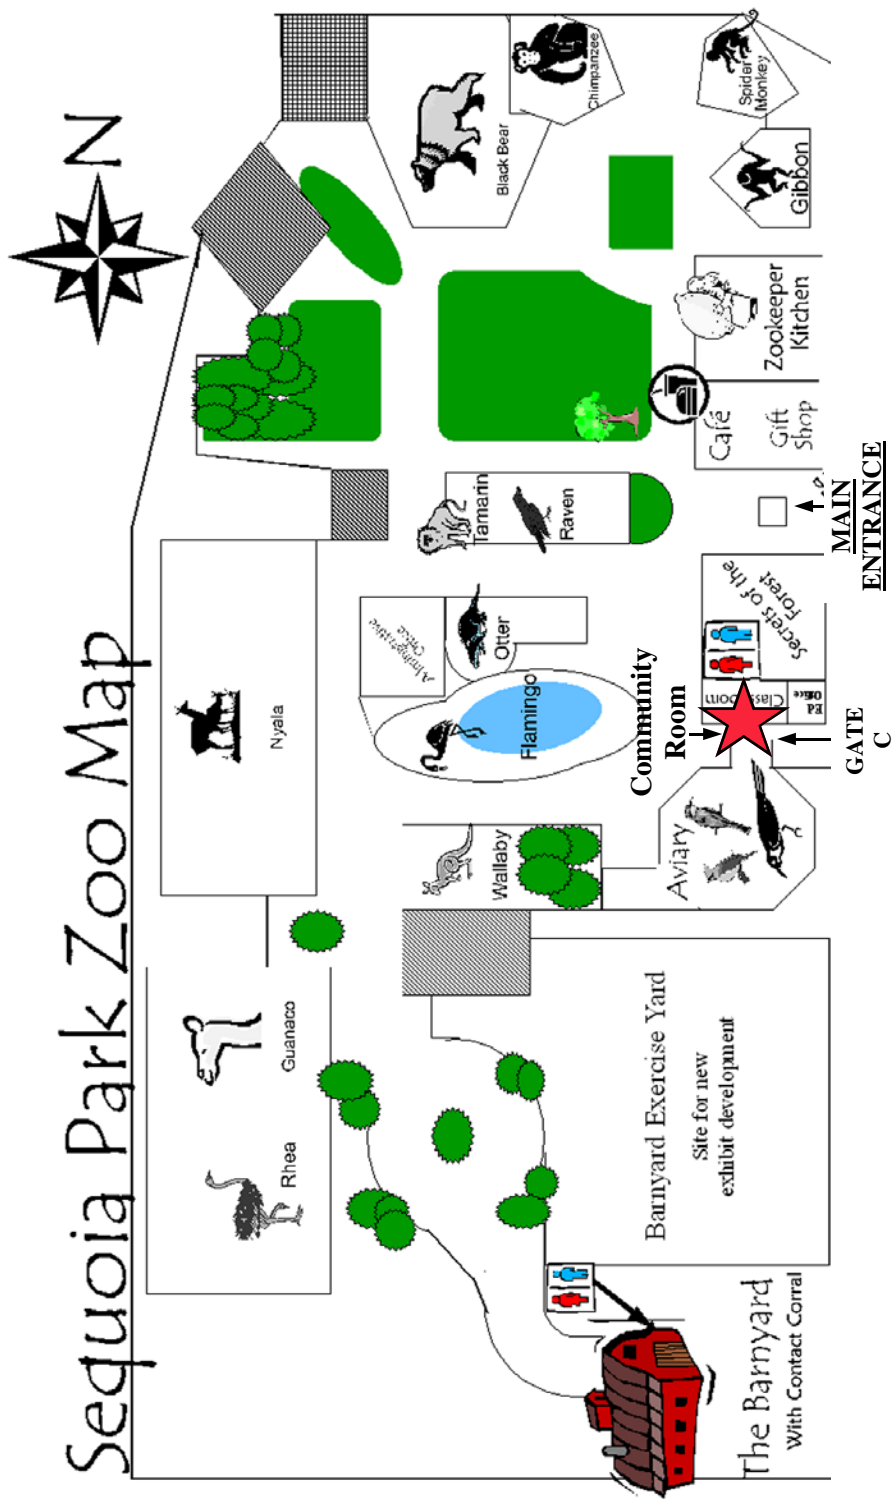 Sequoia Park Zoo Map
N
Rhea
Guanaco
Nyala
Black Bear
Chimpanzee
Spider
Monkey
Gibbon
Tamarin
Raven
Otter
Flamingo
Wallaby
Aviary
Community
Room
Secrets of the
Forest
Ed.
Office
Café
Gift
Shop
Zookeeper
Kitchen
Barnyard Exercise Yard
Site for new
exhibit development
The Barnyard
With Contact Corral
GATE
C
MAIN
ENTRANCE